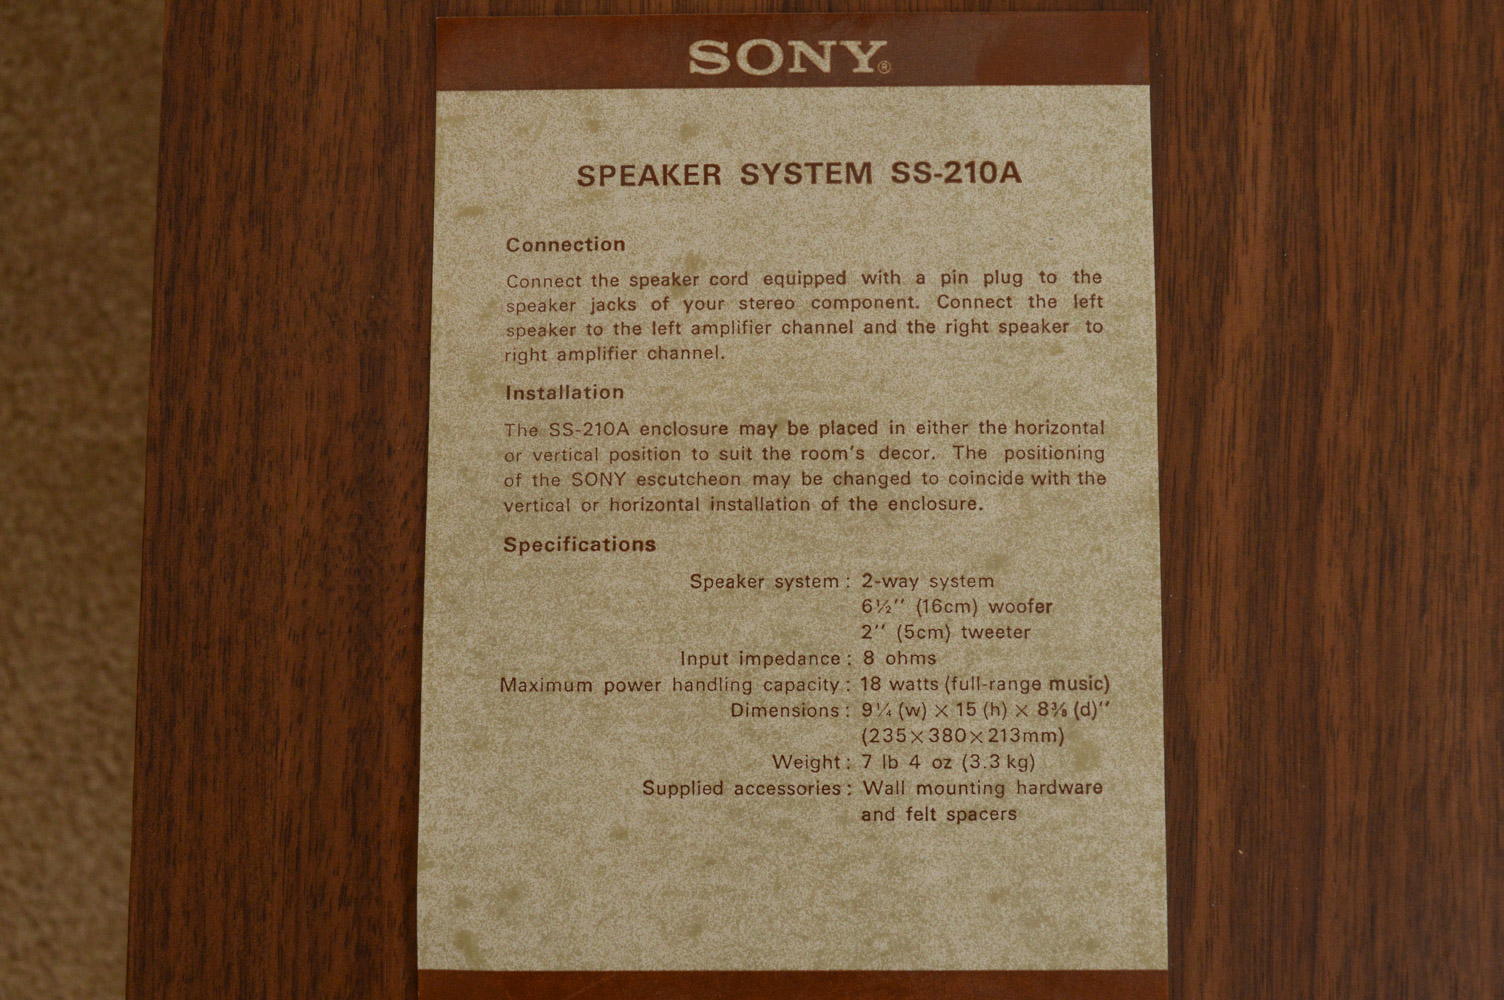 SONY®
SPEAKER SYSTEM SS-210A
Connection
Connect the speaker cord equipped with a pin plug to the
speaker jacks of your stereo component. Connect the left
speaker to the left amplifier channel and the right speaker to
right amplifier channel.
Installation
The SS-210A enclosure may be placed in either the horizontal
or vertical position to suit the room's decor. The positioning
of the SONY escutcheon may be changed to coincide with the
vertical or horizontal installation of the enclosure.
Specifications
Speaker system : 2-way system
6½′′ (16cm) woofer
2′′ (5cm) tweeter
Input impedance : 8 ohms
Maximum power handling capacity : 18 watts (full-range music)
Dimensions : 9¼ (w) × 15 (h) × 8⅜ (d)′′
(235×380×213mm)
Weight : 7 lb 4 oz (3.3 kg)
Supplied accessories : Wall mounting hardware
and felt spacers